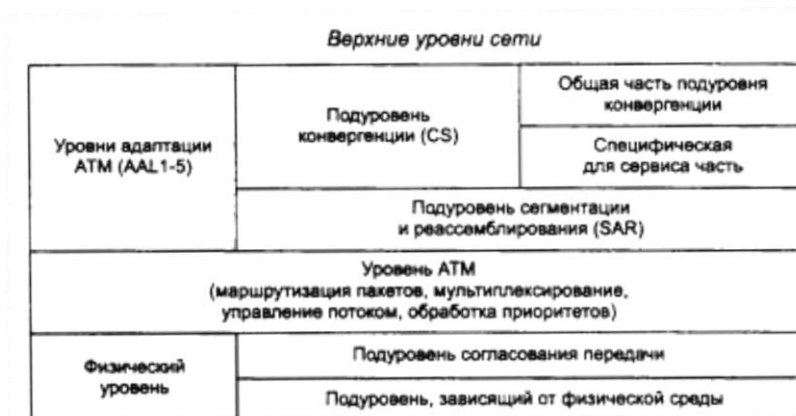 Верхние уровни сети
Уровни адаптации
АТМ (AAL1-5)
Подуровень
конвергенции (CS)
Общая часть подуровня
конвергенции
Специфическая
для сервиса часть
Подуровень сегментации
и реассемблирования (SAR)
Уровень АТМ
(маршрутизация пакетов, мультиплексирование,
управление потоком, обработка приоритетов)
Физический
уровень
Подуровень согласования передачи
Подуровень, зависящий от физической среды